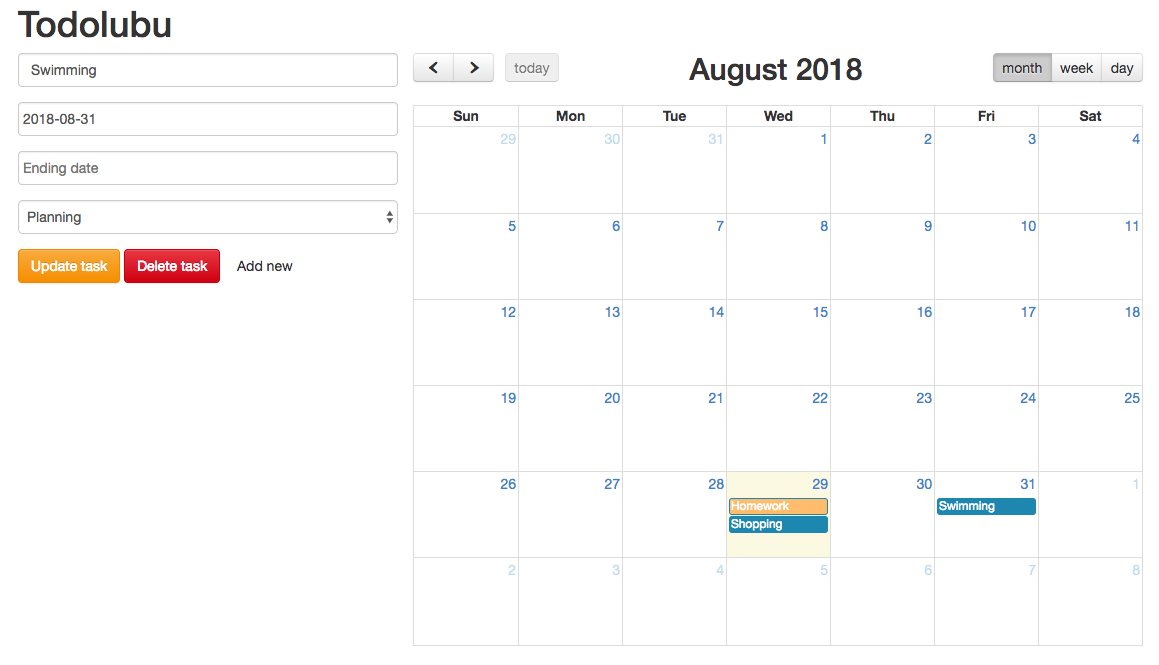 Todolubu
Swimming
2018-08-31
Ending date
Planning
Update task Delete task Add new
today August 2018 month week day
Sun Mon Tue Wed Thu Fri Sat
29 30 31 1 2 3 4
5 6 7 8 9 10 11
12 13 14 15 16 17 18
19 20 21 22 23 24 25
26 27 28 29 30 31 1
Homework Swimming
Shopping
2 3 4 5 6 7 8